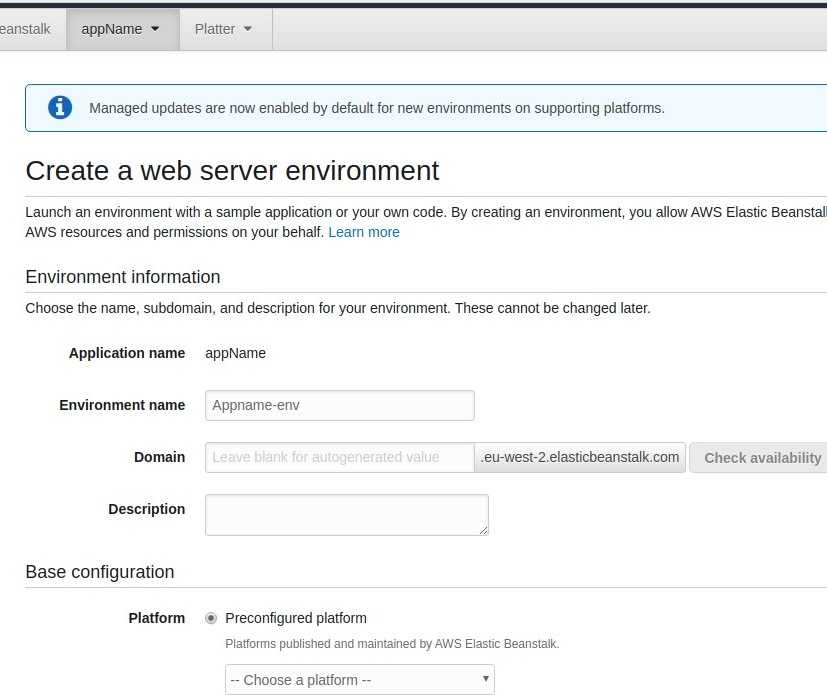 eanstalk appName Platter
Managed updates are now enabled by default for new environments on supporting platforms.
Create a web server environment
Launch an environment with a sample application or your own code. By creating an environment, you allow AWS Elastic Beanstalk
AWS resources and permissions on your behalf. Learn more
Environment information
Choose the name, subdomain, and description for your environment. These cannot be changed later.
Application name appName
Environment name Appname-env
Domain Leave blank for autogenerated value .eu-west-2.elasticbeanstalk.com Check availability
Description
Base configuration
Platform Preconfigured platform
Platforms published and maintained by AWS Elastic Beanstalk.
-- Choose a platform --